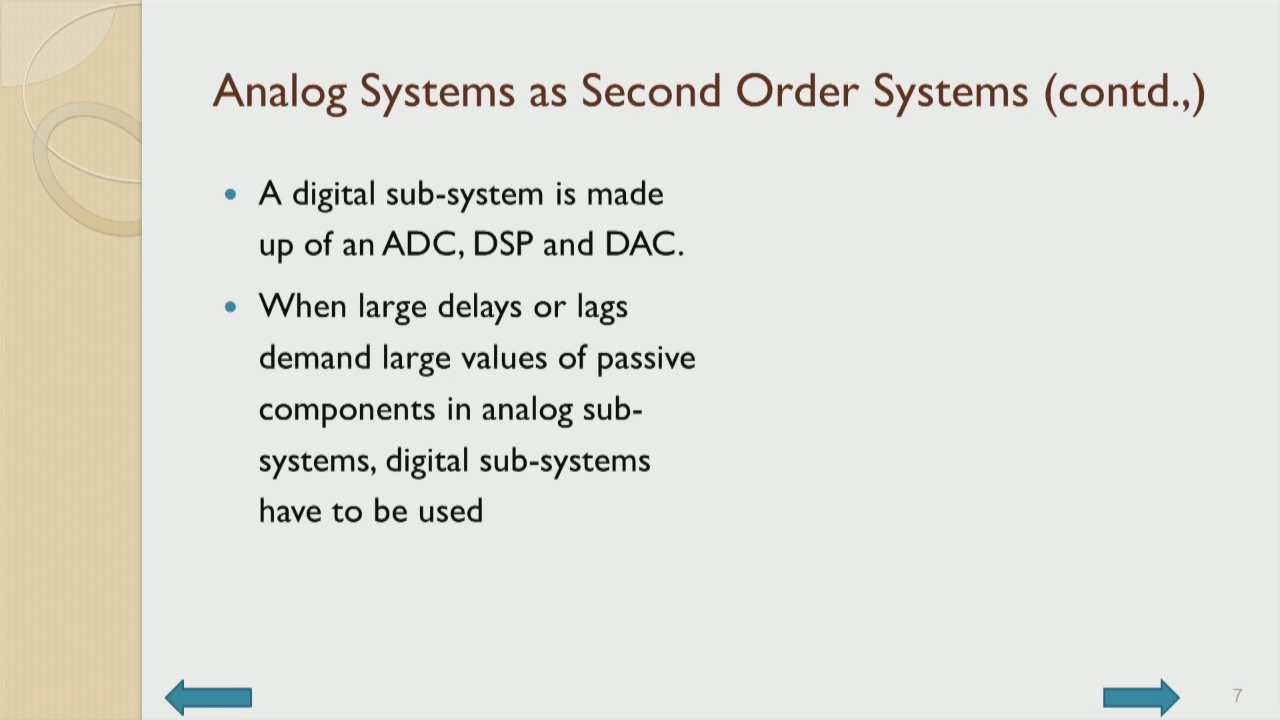 Analog Systems as Second Order Systems (contd.,)
• A digital sub-system is made
up of an ADC, DSP and DAC.
• When large delays or lags
demand large values of passive
components in analog sub-
systems, digital sub-systems
have to be used
7